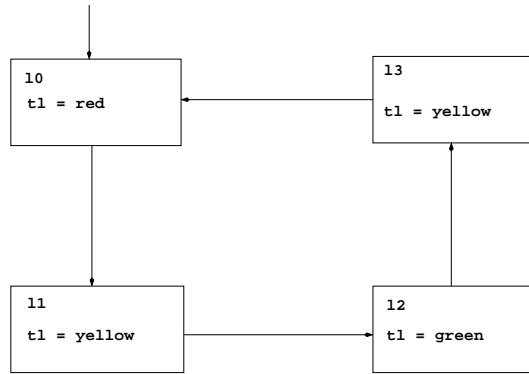 l0
tl = red
l3
tl = yellow
l1
tl = yellow
l2
tl = green